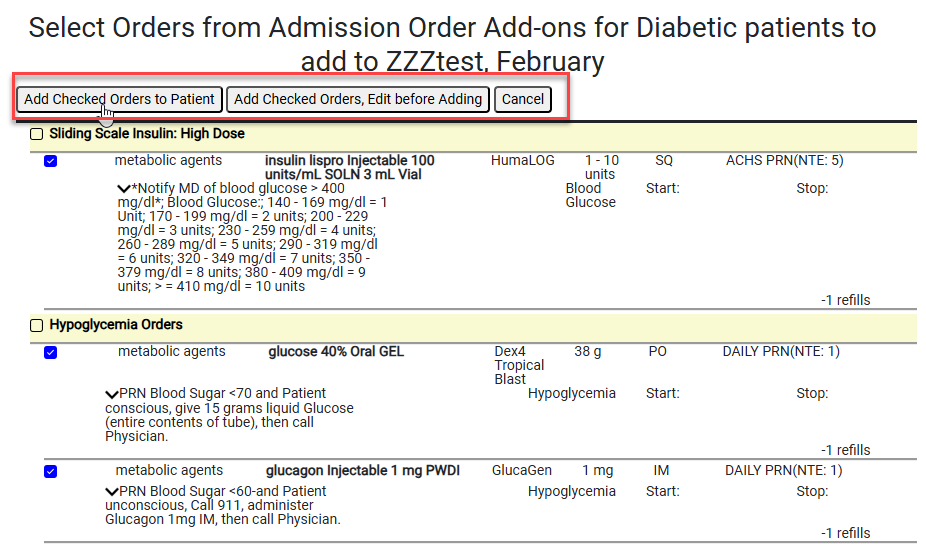 Select Orders from Admission Order Add-ons for Diabetic patients to
add to ZZZtest, February
Add Checked Orders to Patient Add Checked Orders, Edit before Adding Cancel
Sliding Scale Insulin: High Dose
metabolic agents insulin lispro Injectable 100 HumaLOG 1 - 10 SQ ACHS PRN(NTE: 5)
units/mL SOLN 3 mL Vial units
*Notify MD of blood glucose > 400 Blood Start: Stop:
mg/dl*; Blood Glucose:; 140 - 169 mg/dl = 1 Glucose
Unit; 170 - 199 mg/dl = 2 units; 200 - 229
mg/dl = 3 units; 230 - 259 mg/dl = 4 units;
260 - 289 mg/dl = 5 units; 290 - 319 mg/dl
= 6 units; 320 - 349 mg/dl = 7 units; 350 -
379 mg/dl = 8 units; 380 - 409 mg/dl = 9
units; > = 410 mg/dl = 10 units
-1 refills
Hypoglycemia Orders
metabolic agents glucose 40% Oral GEL Dex4 38 g PO DAILY PRN(NTE: 1)
Tropical
Blast
PRN Blood Sugar <70 and Patient Hypoglycemia Start: Stop:
conscious, give 15 grams liquid Glucose
(entire contents of tube), then call
Physician.
-1 refills
metabolic agents glucagon Injectable 1 mg PWDI GlucaGen 1 mg IM DAILY PRN(NTE: 1)
PRN Blood Sugar <60-and Patient Hypoglycemia Start: Stop:
unconscious, Call 911, administer
Glucagon 1mg IM, then call Physician.
-1 refills